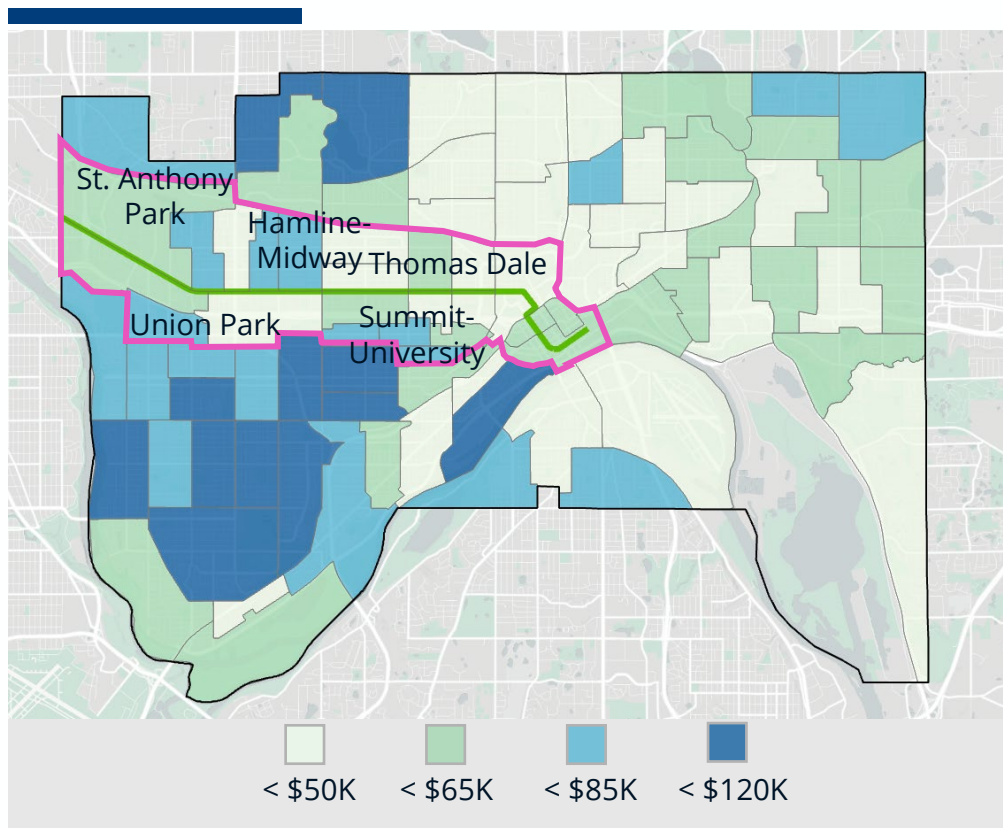 St. Anthony
Park
Hamline-
Midway
Thomas Dale
Union Park
Summit-
University
< $50K
< $65K
< $85K
< $120K